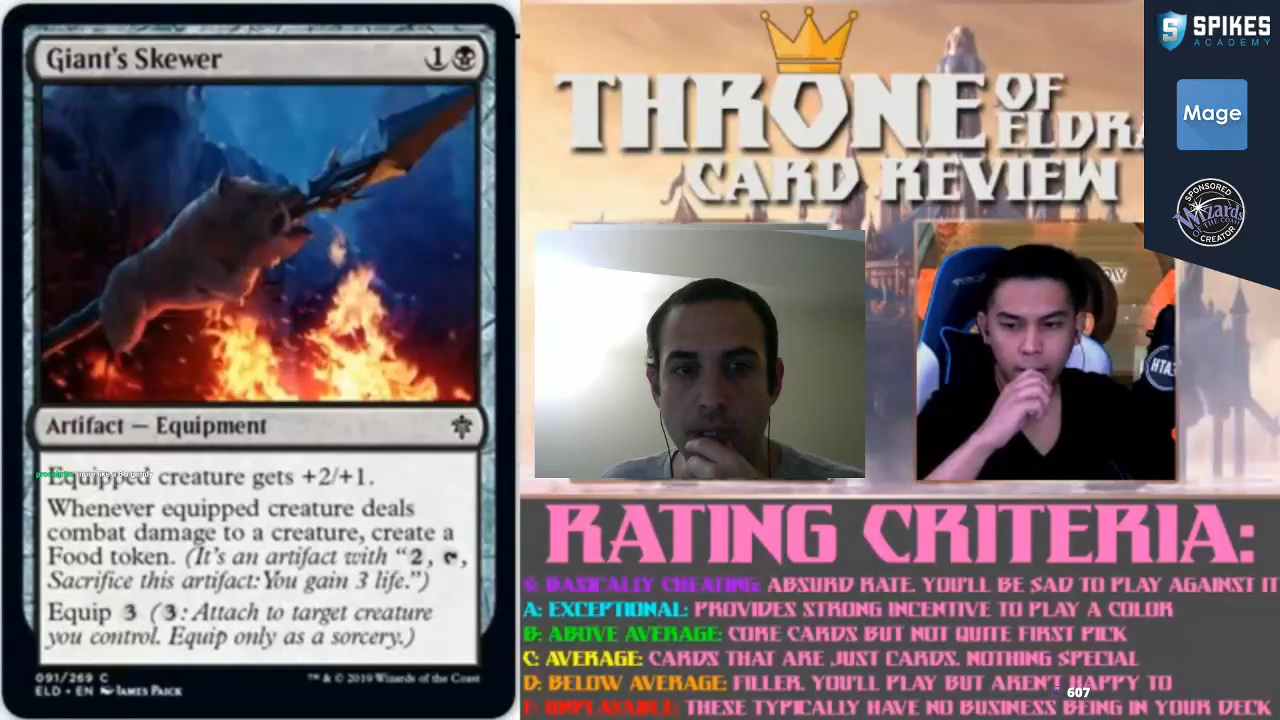 Giant's Skewer 1
Artifact — Equipment
Equipped creature gets +2/+1.
Whenever equipped creature deals
combat damage to a creature, create a
Food token. (It's an artifact with “2, T,
Sacrifice this artifact: You gain 3 life.”)
Equip 3 (3: Attach to target creature
you control. Equip only as a sorcery.)
091/269 C
ELD • EN JAMES PAICK
™ & © 2019 Wizards of the Coast
THRONE OF
ELDRA
CARD REVIEW
SPIKES
ACADEMY
Mage
SPONSORED
Wizards
OF THE COAST
CREATOR
RATING CRITERIA:
S: BASICALLY CHEATING: ABSURD RATE. YOU'LL BE SAD TO PLAY AGAINST IT
A: EXCEPTIONAL: PROVIDES STRONG INCENTIVE TO PLAY A COLOR
B: ABOVE AVERAGE: CORE CARDS BUT NOT QUITE FIRST PICK
C: AVERAGE: CARDS THAT ARE JUST CARDS. NOTHING SPECIAL
D: BELOW AVERAGE: FILLER. YOU'LL PLAY BUT AREN'T HAPPY TO
607
F: UNPLAYABLE: THESE TYPICALLY HAVE NO BUSINESS BEING IN YOUR DECK